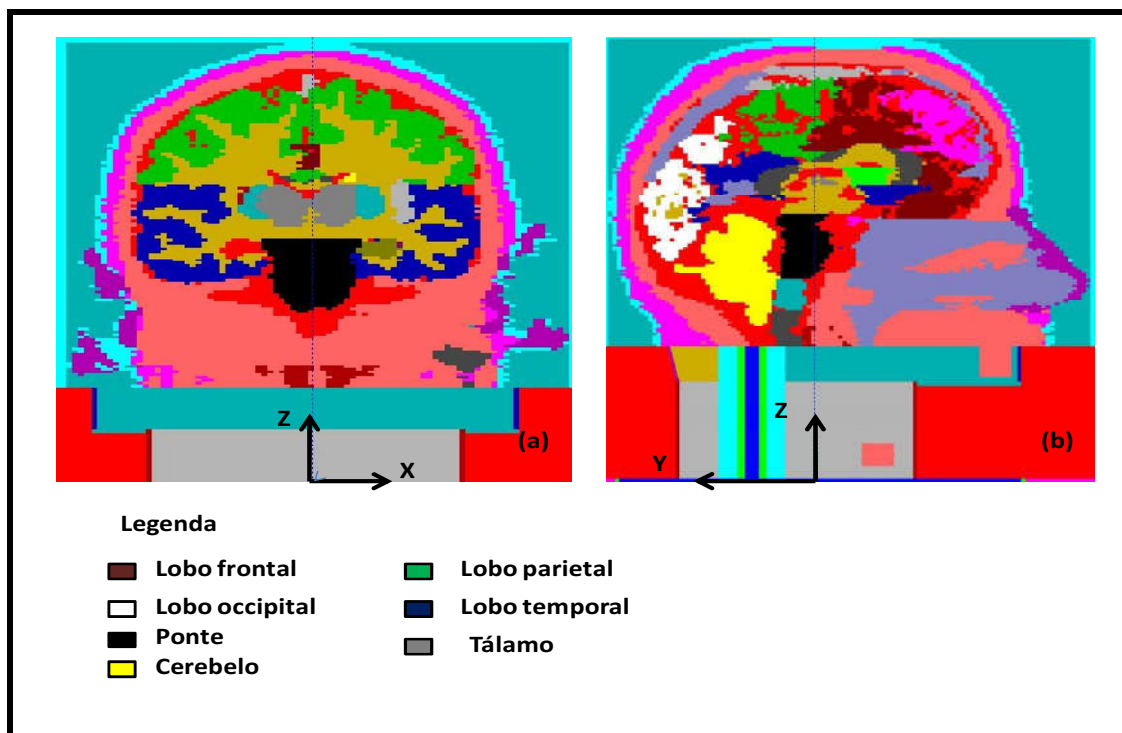 Z
X
(a)
Z
Y
(b)
Legenda
Lobo frontal
Lobo parietal
Lobo occipital
Lobo temporal
Ponte
Tálamo
Cerebelo